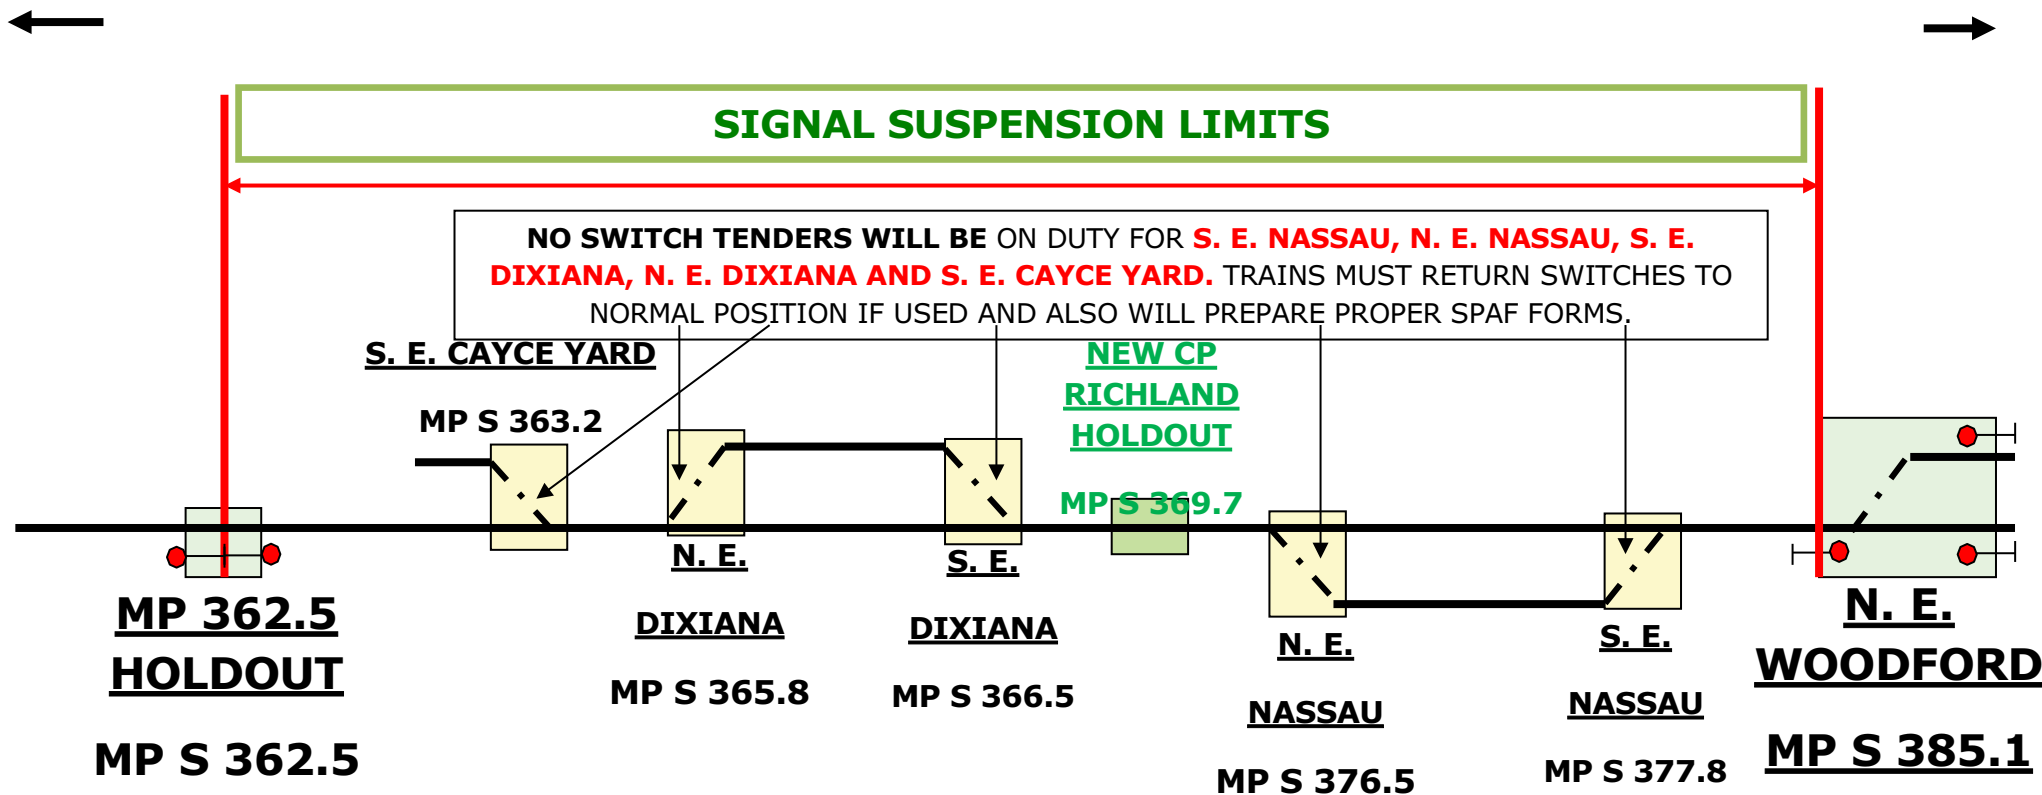 SIGNAL SUSPENSION LIMITS
NO SWITCH TENDERS WILL BE ON DUTY FOR S. E. NASSAU, N. E. NASSAU, S. E.
DIXIANA, N. E. DIXIANA AND S. E. CAYCE YARD. TRAINS MUST RETURN SWITCHES TO
NORMAL POSITION IF USED AND ALSO WILL PREPARE PROPER SPAF FORMS.
S. E. CAYCE YARD
MP S 363.2
NEW CP
RICHLAND
HOLDOUT
MP S 369.7
MP 362.5
HOLDOUT
MP S 362.5
N. E.
DIXIANA
MP S 365.8
S. E.
DIXIANA
MP S 366.5
N. E.
NASSAU
MP S 376.5
S. E.
NASSAU
MP S 377.8
N. E.
WOODFORD
MP S 385.1